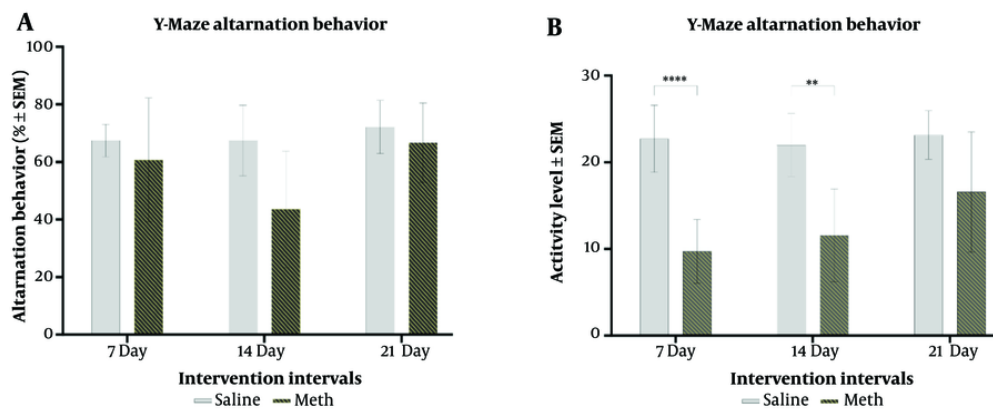 A
Y-Maze altarnation behavior
Altarnation behavior (% ± SEM)
100
80
60
40
20
0
7 Day
14 Day
21 Day
Intervention intervals
Saline
Meth
B
Y-Maze altarnation behavior
Actitvity level ± SEM
30
20
10
0
****
**
7 Day
14 Day
21 Day
Intervention intervals
Saline
Meth